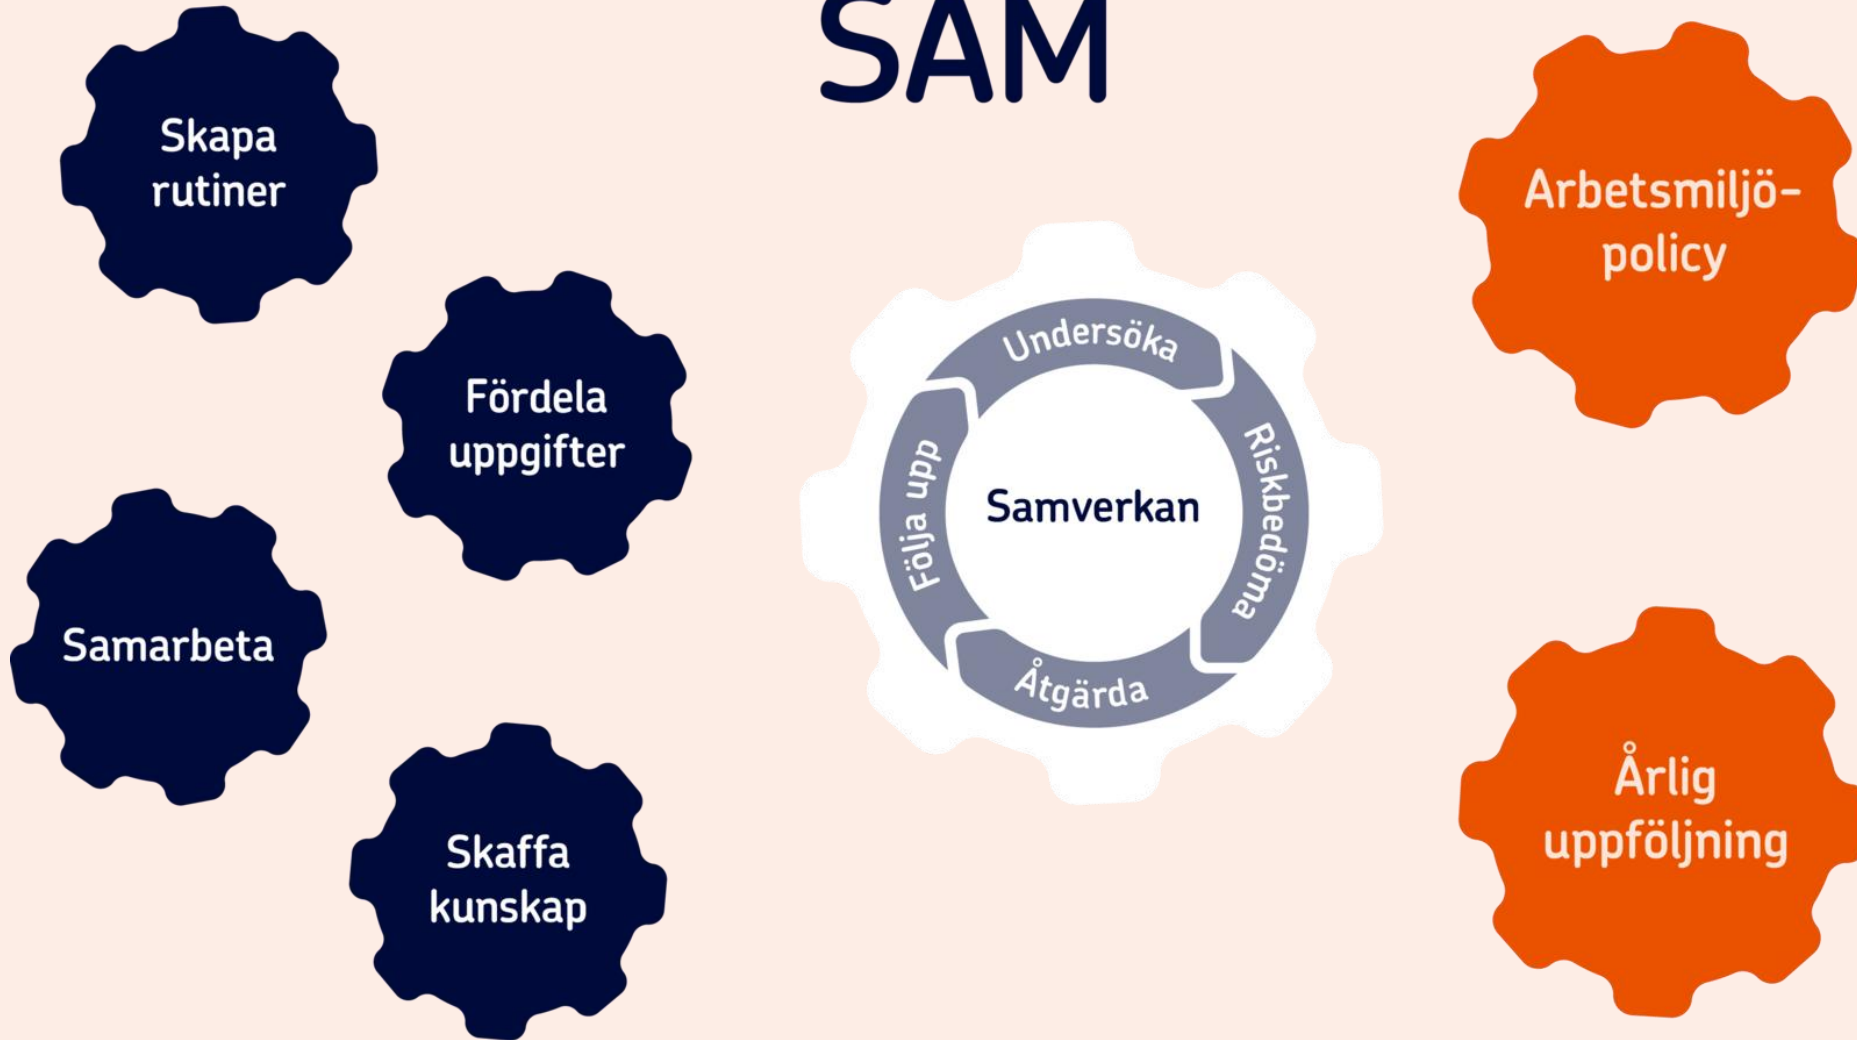 SAM
Skapa
rutiner
Fördela
uppgifter
Samarbeta
Skaffa
kunskap
Undersöka
Riskbedöma
Åtgärda
Följa upp
Samverkan
Arbetsmiljö-
policy
Årlig
uppföljning